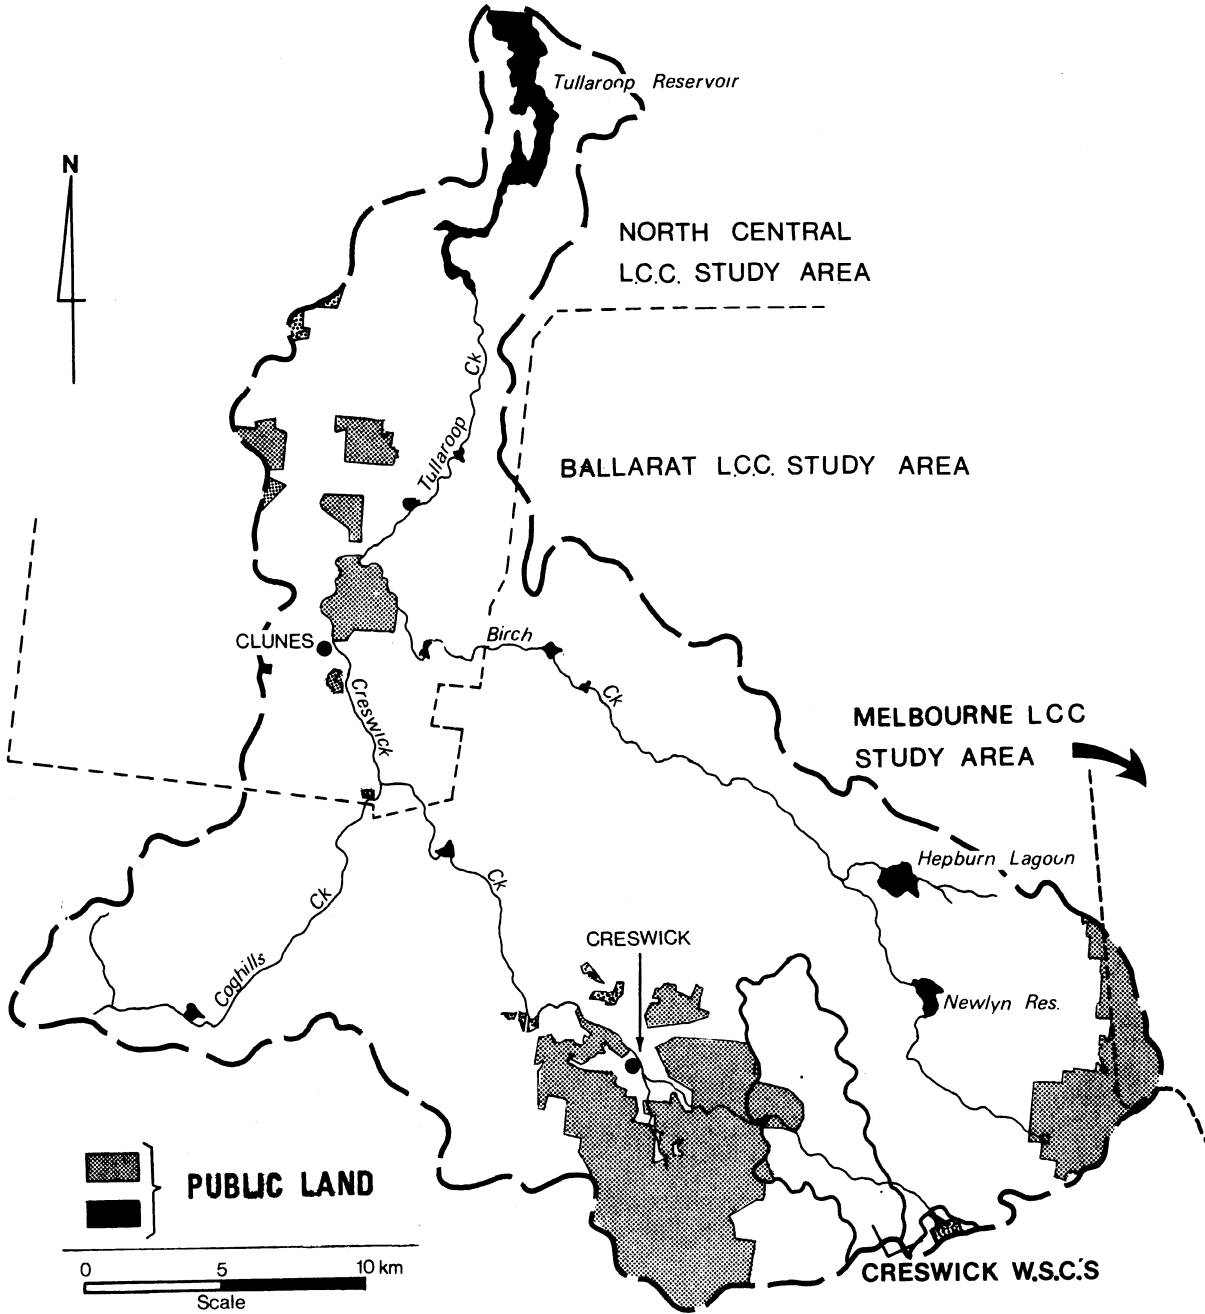 Tullaroop Reservoir
N
NORTH CENTRAL
L.C.C. STUDY AREA
Tullaroop Ck
BALLARAT L.C.C. STUDY AREA
CLUNES
Birch
Ck
Creswick
MELBOURNE LCC
STUDY AREA
Hepburn Lagoon
Ck
Coghills Ck
CRESWICK
Newlyn Res.
PUBLIC LAND
CRESWICK W.S.C.'S
0 5 10 km
Scale